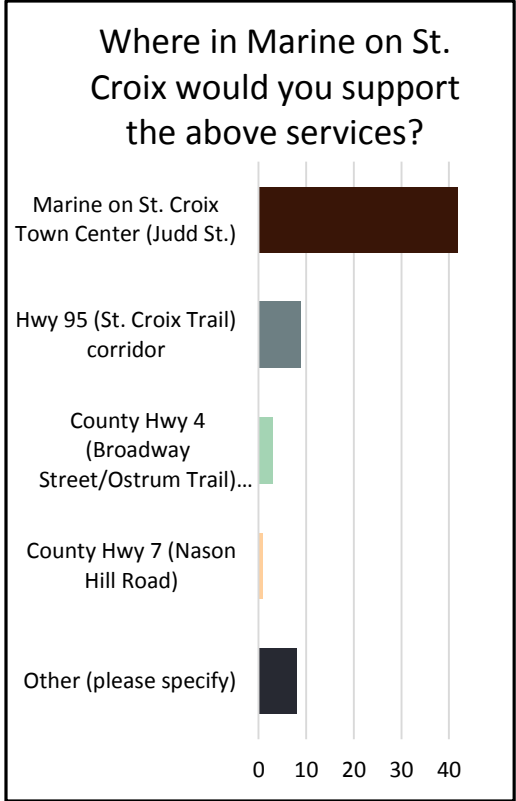 Where in Marine on St.
Croix would you support
the above services?
Marine on St. Croix
Town Center (Judd St.)
Hwy 95 (St. Croix Trail)
corridor
County Hwy 4
(Broadway
Street/Ostrum Trail)...
County Hwy 7 (Nason
Hill Road)
Other (please specify)
0 10 20 30 40